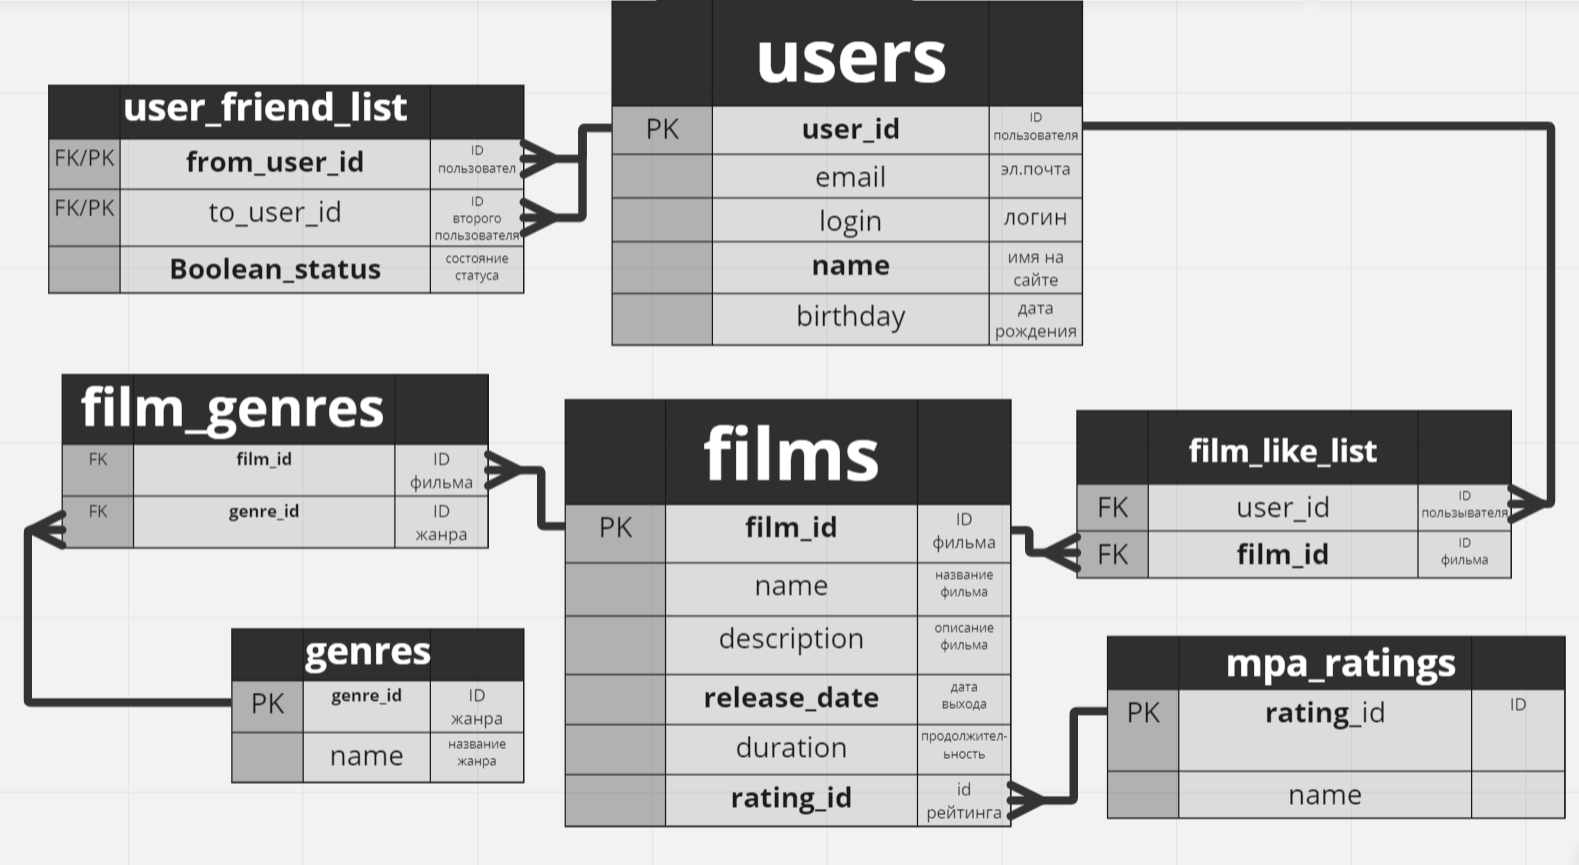 users
PK user_id ID
пользователя
email эл.почта
login логин
name имя на
сайте
birthday дата
рождения
user_friend_list
FK/PK from_user_id ID
пользовател
FK/PK to_user_id ID
второго
пользователя
Boolean_status состояние
статуса
film_genres
FK film_id ID
фильма
FK genre_id ID
жанра
films
PK film_id ID
фильма
name название
фильма
description описание
фильма
release_date дата
выхода
duration продолжитель-
ьность
rating_id id
рейтинга
film_like_list
FK user_id ID
пользывателя
FK film_id ID
фильма
genres
PK genre_id ID
жанра
name название
жанра
mpa_ratings
PK rating_id ID
name